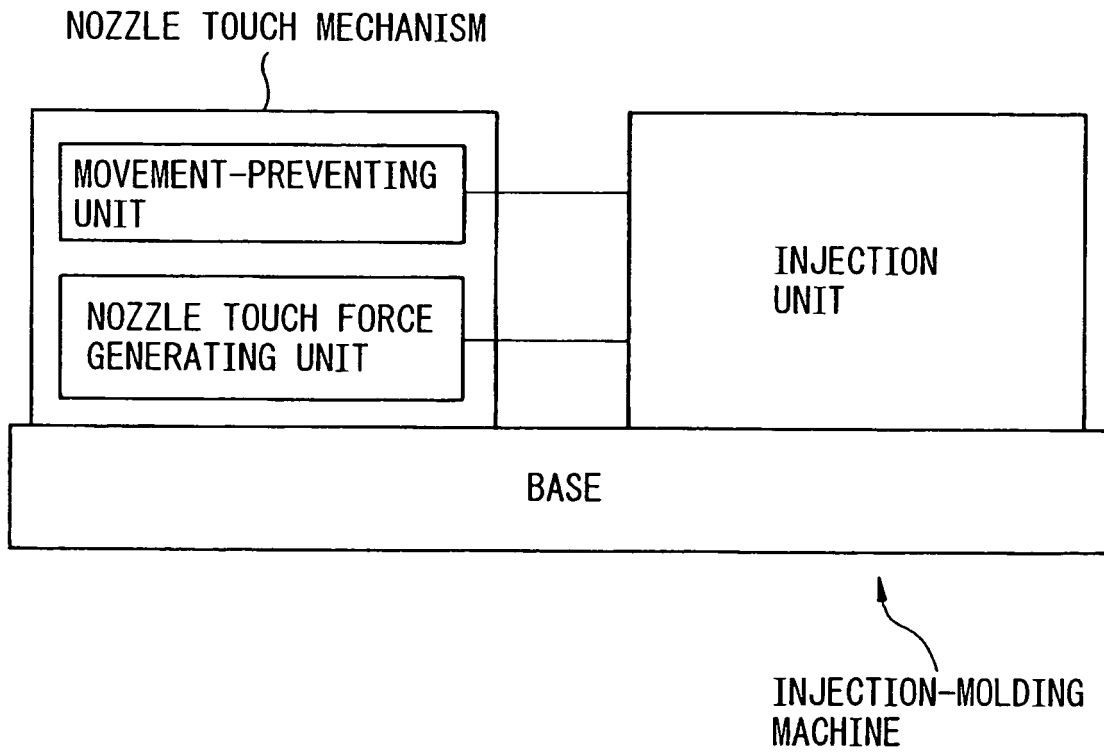 NOZZLE TOUCH MECHANISM
MOVEMENT-PREVENTING
UNIT
NOZZLE TOUCH FORCE
GENERATING UNIT
INJECTION
UNIT
BASE
INJECTION-MOLDING
MACHINE